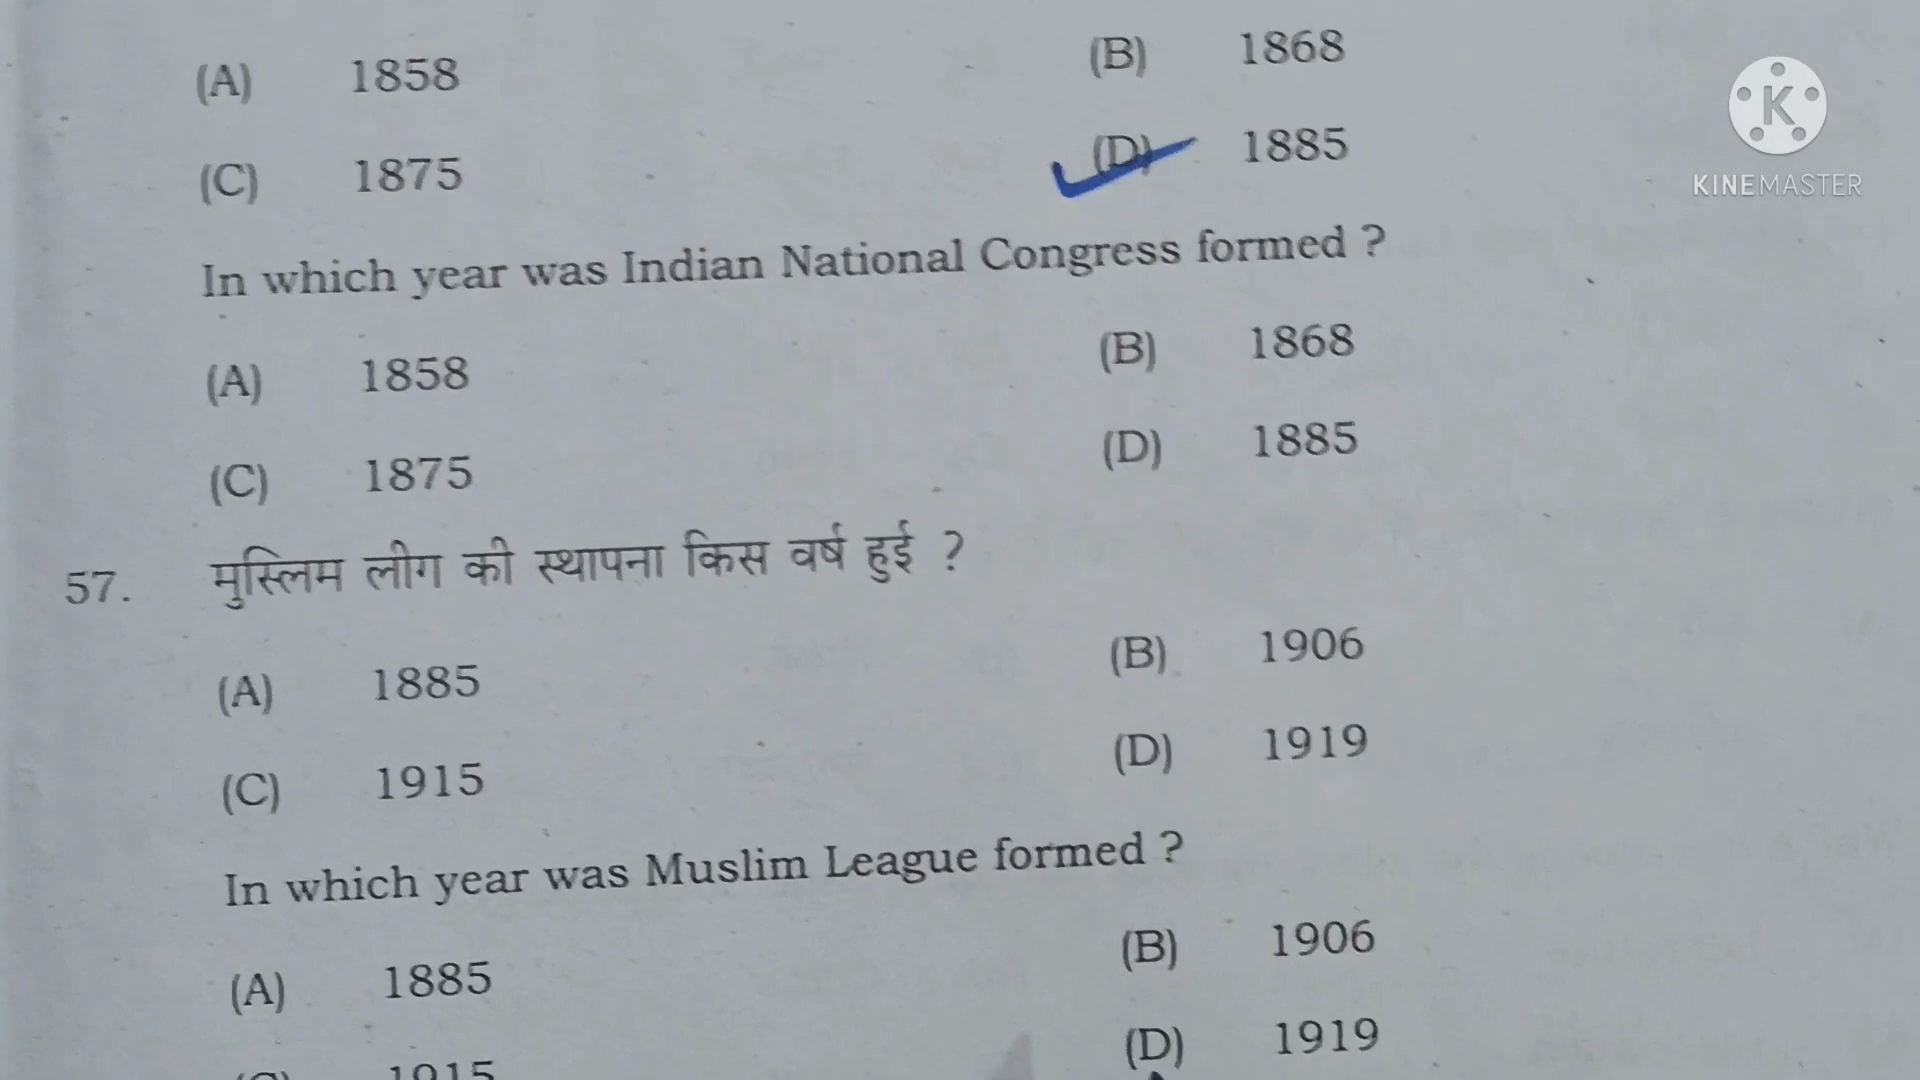 (A) 1858 (B) 1868
(C) 1875 (D) 1885
In which year was Indian National Congress formed ?
(A) 1858 (B) 1868
(C) 1875 (D) 1885
57. मुस्लिम लीग की स्थापना किस वर्ष हुई ?
(A) 1885 (B) 1906
(C) 1915 (D) 1919
In which year was Muslim League formed ?
(A) 1885 (B) 1906
(C) 1915 (D) 1919
K
KINEMASTER